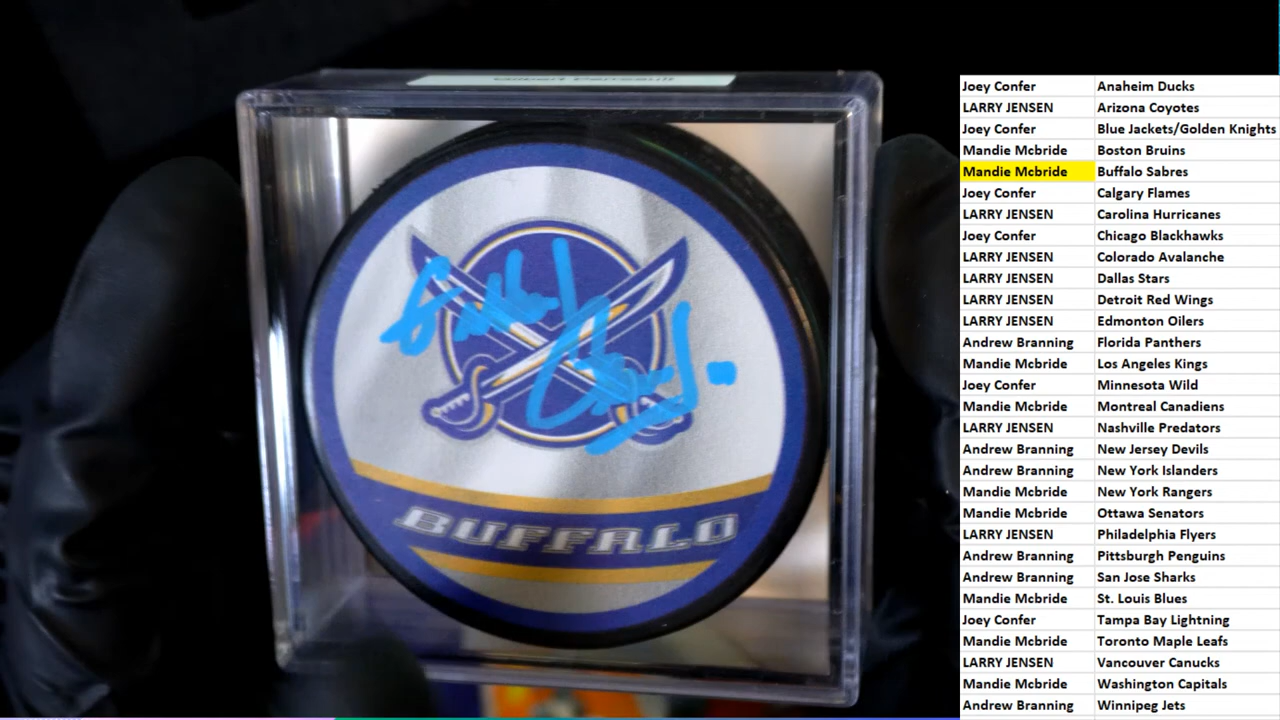 Gilbert Perreault
BUFFALO
Joey Confer Anaheim Ducks
LARRY JENSEN Arizona Coyotes
Joey Confer Blue Jackets/Golden Knights
Mandie Mcbride Boston Bruins
Mandie Mcbride Buffalo Sabres
Joey Confer Calgary Flames
LARRY JENSEN Carolina Hurricanes
Joey Confer Chicago Blackhawks
LARRY JENSEN Colorado Avalanche
LARRY JENSEN Dallas Stars
LARRY JENSEN Detroit Red Wings
LARRY JENSEN Edmonton Oilers
Andrew Branning Florida Panthers
Mandie Mcbride Los Angeles Kings
Joey Confer Minnesota Wild
Mandie Mcbride Montreal Canadiens
LARRY JENSEN Nashville Predators
Andrew Branning New Jersey Devils
Andrew Branning New York Islanders
Mandie Mcbride New York Rangers
Mandie Mcbride Ottawa Senators
LARRY JENSEN Philadelphia Flyers
Andrew Branning Pittsburgh Penguins
Andrew Branning San Jose Sharks
Mandie Mcbride St. Louis Blues
Joey Confer Tampa Bay Lightning
Mandie Mcbride Toronto Maple Leafs
LARRY JENSEN Vancouver Canucks
Mandie Mcbride Washington Capitals
Andrew Branning Winnipeg Jets